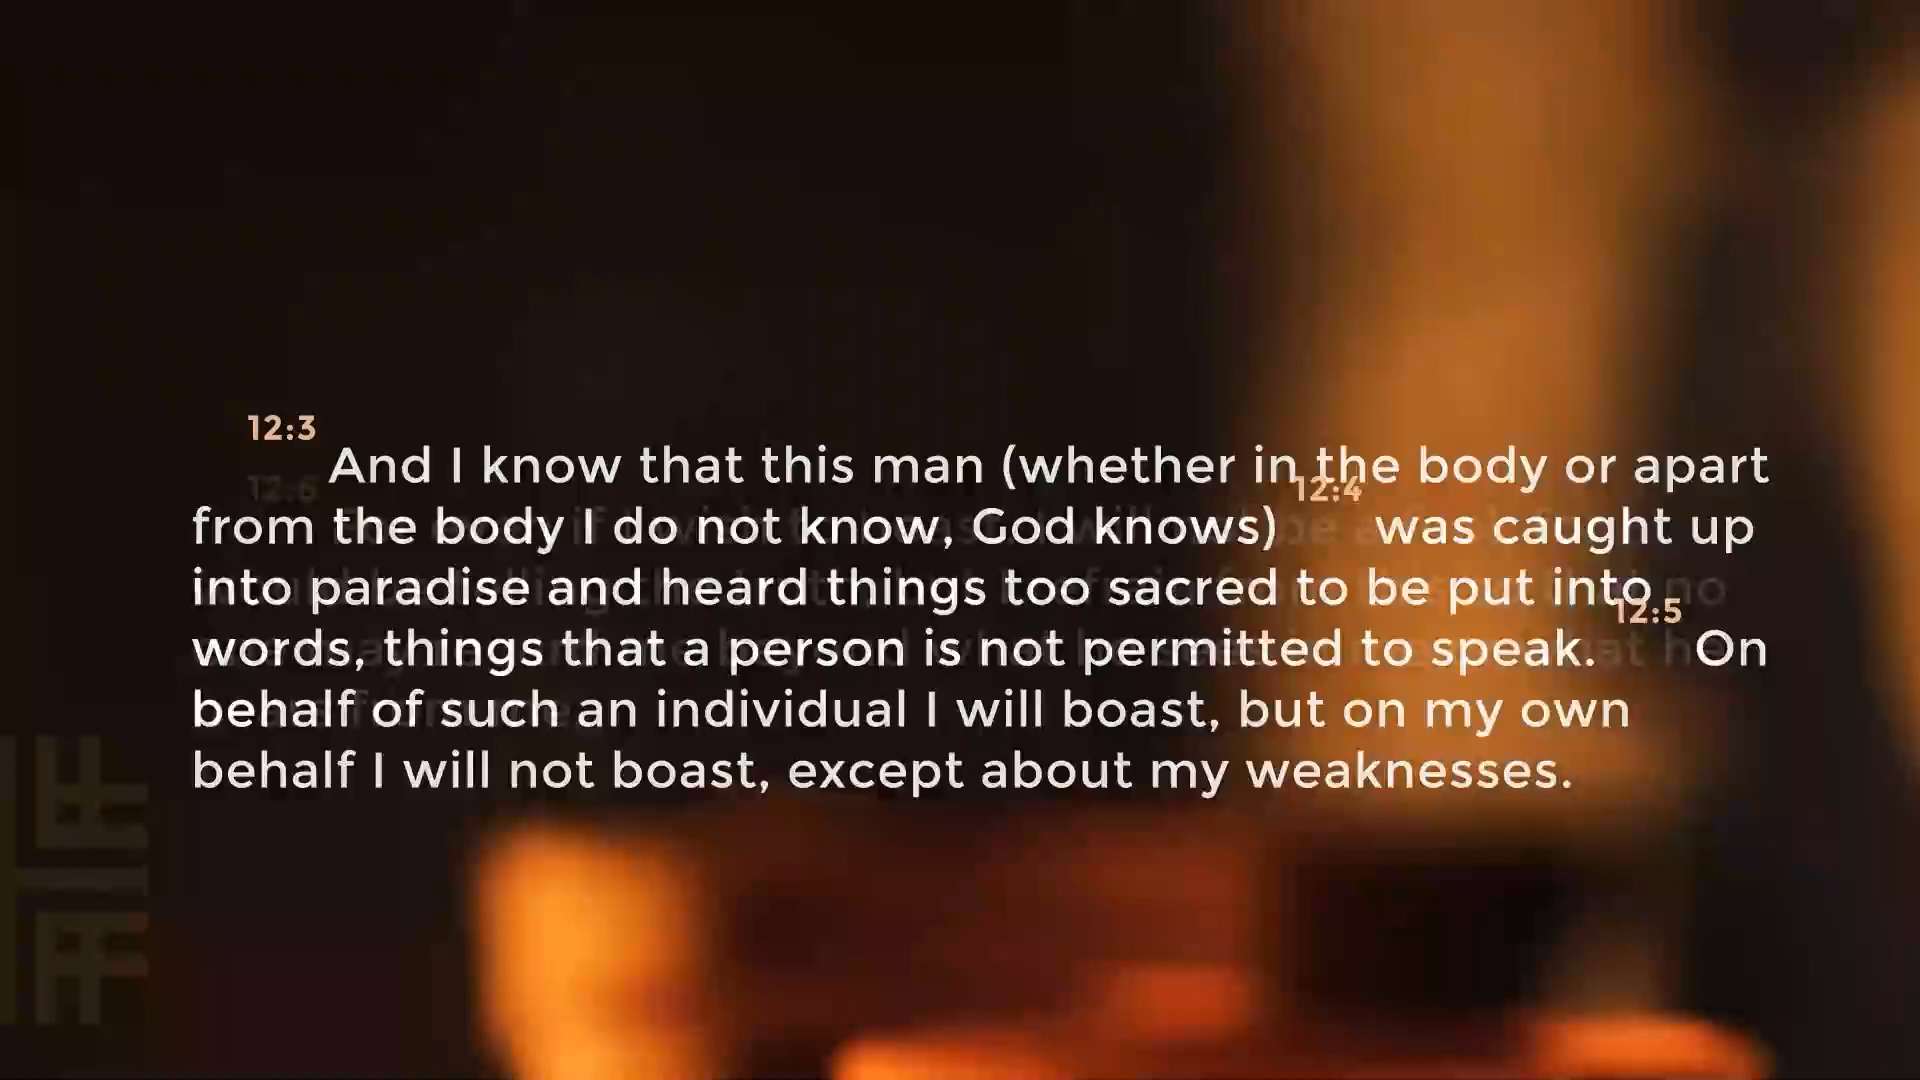 12:3 And I know that this man (whether in the body or apart
from the body I do not know, God knows) 12:4 was caught up
into paradise and heard things too sacred to be put into
words, things that a person is not permitted to speak. 12:5 On
behalf of such an individual I will boast, but on my own
behalf I will not boast, except about my weaknesses.
12:6